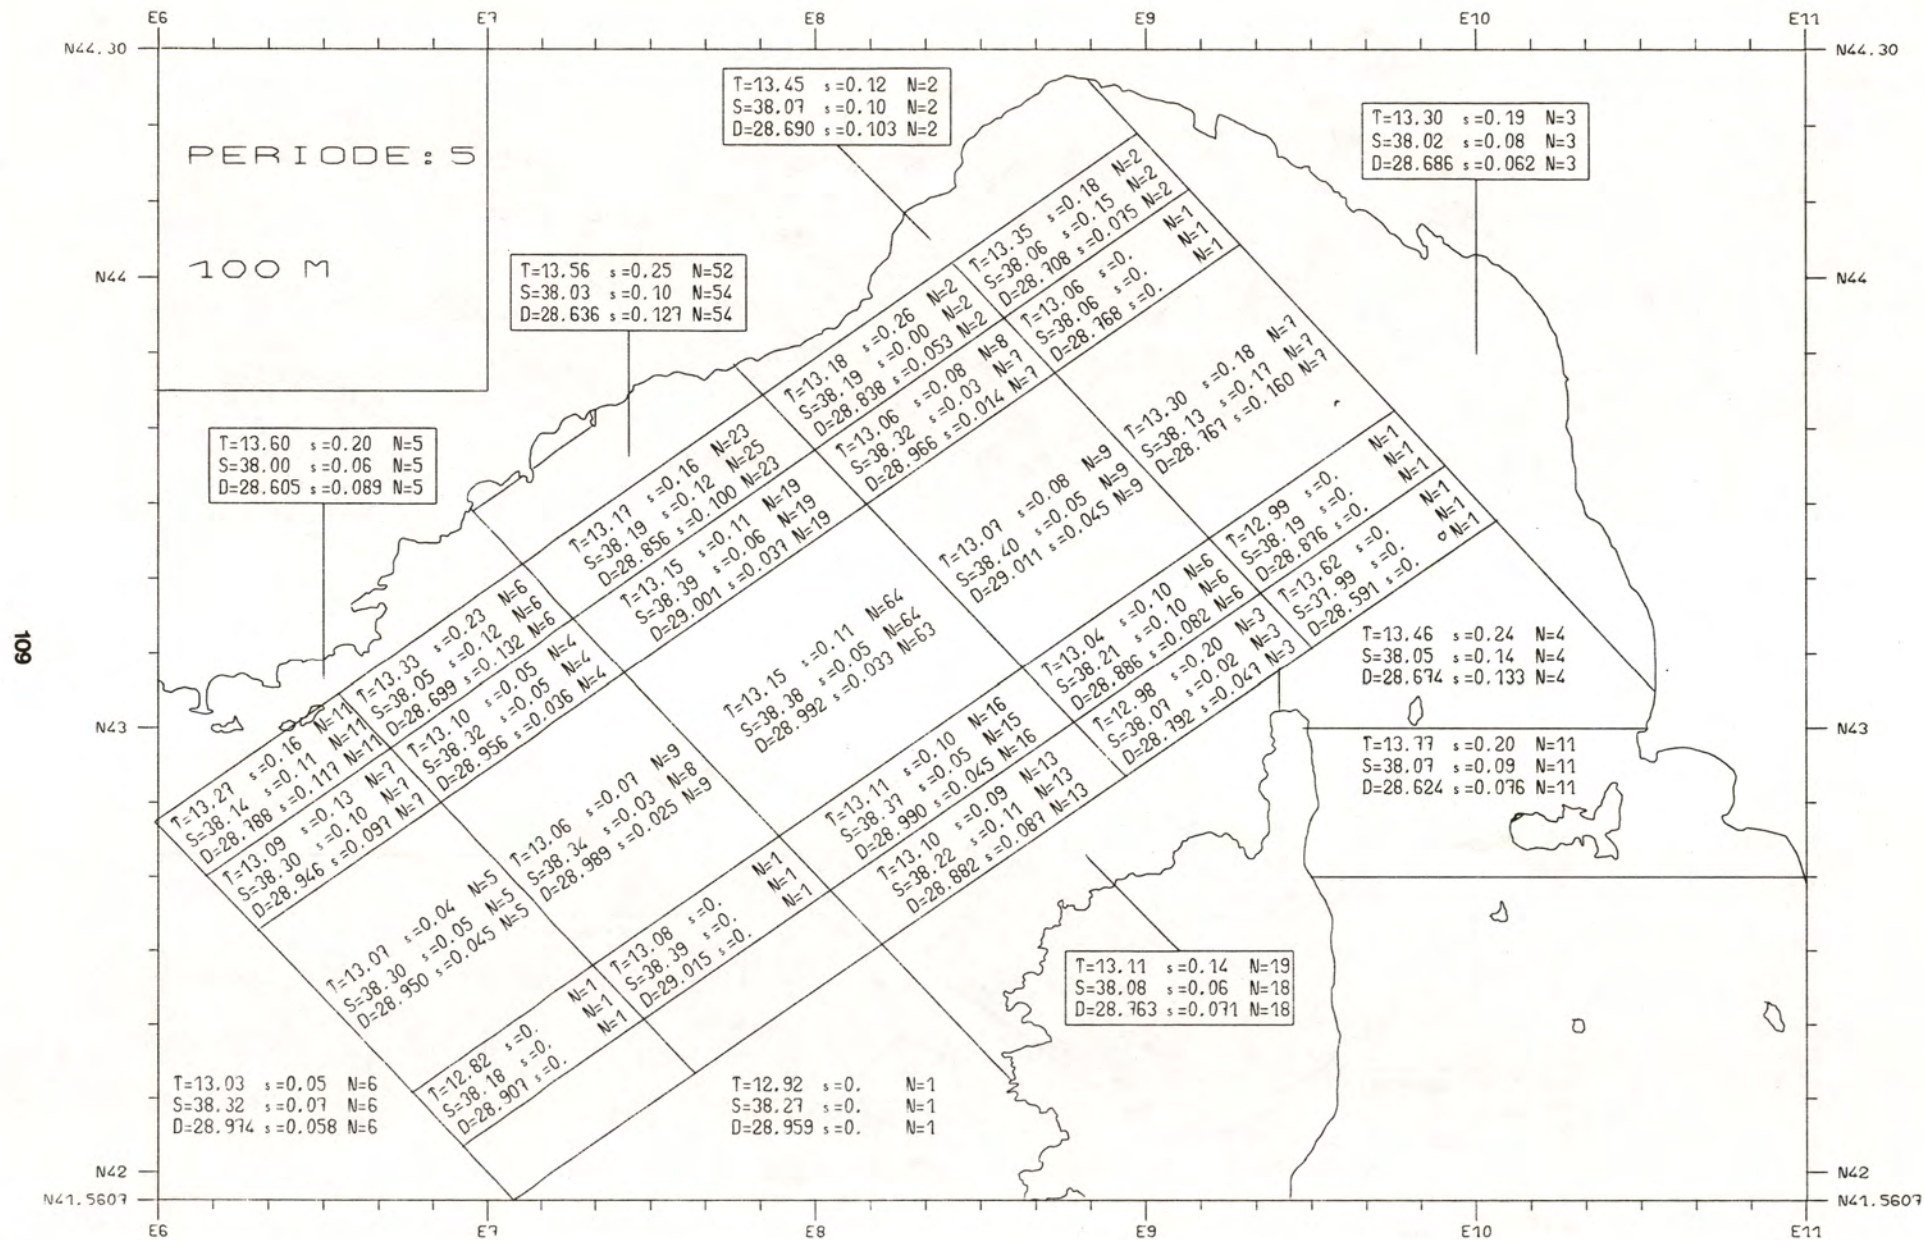 E6 E7 E8 E9 E10 E11
N44.30 N44.30
PERIODE:5
100 M
T=13.45 s=0.12 N=2
S=38.07 s=0.10 N=2
D=28.690 s=0.103 N=2
T=13.30 s=0.19 N=3
S=38.02 s=0.08 N=3
D=28.686 s=0.062 N=3
T=13.56 s=0.25 N=52
S=38.03 s=0.10 N=54
D=28.636 s=0.127 N=54
N44 N44
T=13.60 s=0.20 N=5
S=38.00 s=0.06 N=5
D=28.605 s=0.089 N=5
T=13.35 s=0.18 N=2
S=38.06 s=0.15 N=2
D=28.708 s=0.075 N=2
T=13.06 s=0. N=1
S=38.06 s=0. N=1
D=28.768 s=0. N=1
T=13.18 s=0.26 N=2
S=38.19 s=0.00 N=2
D=28.838 s=0.053 N=2
T=13.06 s=0.08 N=8
S=38.32 s=0.03 N=7
D=28.966 s=0.014 N=7
T=13.30 s=0.18 N=7
S=38.13 s=0.17 N=7
D=28.767 s=0.160 N=7
T=13.17 s=0.16 N=23
S=38.19 s=0.12 N=25
D=28.856 s=0.100 N=23
T=13.15 s=0.11 N=19
S=38.39 s=0.06 N=19
D=29.001 s=0.037 N=19
T=13.07 s=0.08 N=9
S=38.40 s=0.05 N=9
D=29.011 s=0.045 N=9
T=12.99 s=0. N=1
S=38.19 s=0. N=1
D=28.876 s=0. N=1
T=13.62 s=0. N=1
S=37.99 s=0. N=1
D=28.591 s=0. N=1
T=13.33 s=0.23 N=6
S=38.05 s=0.12 N=6
D=28.699 s=0.132 N=6
T=13.10 s=0.05 N=4
S=38.32 s=0.05 N=4
D=28.956 s=0.036 N=4
T=13.15 s=0.11 N=64
S=38.38 s=0.05 N=64
D=28.992 s=0.033 N=63
T=13.04 s=0.10 N=6
S=38.21 s=0.10 N=6
D=28.886 s=0.082 N=6
T=12.98 s=0.20 N=3
S=38.07 s=0.02 N=3
D=28.792 s=0.047 N=3
T=13.46 s=0.24 N=4
S=38.05 s=0.14 N=4
D=28.674 s=0.133 N=4
109
N43 N43
T=13.77 s=0.20 N=11
S=38.07 s=0.09 N=11
D=28.624 s=0.076 N=11
T=13.27 s=0.16 N=11
S=38.14 s=0.11 N=11
D=28.788 s=0.117 N=11
T=13.09 s=0.13 N=7
S=38.30 s=0.10 N=7
D=28.946 s=0.097 N=7
T=13.06 s=0.07 N=9
S=38.34 s=0.03 N=8
D=28.989 s=0.025 N=9
T=13.11 s=0.10 N=16
S=38.37 s=0.05 N=15
D=28.990 s=0.045 N=16
T=13.10 s=0.09 N=13
S=38.22 s=0.11 N=13
D=28.882 s=0.087 N=13
T=13.07 s=0.04 N=5
S=38.30 s=0.05 N=5
D=28.950 s=0.045 N=5
T=13.08 s=0. N=1
S=38.39 s=0. N=1
D=29.015 s=0. N=1
T=12.82 s=0. N=1
S=38.18 s=0. N=1
D=28.907 s=0. N=1
T=13.11 s=0.14 N=19
S=38.08 s=0.06 N=18
D=28.763 s=0.071 N=18
T=13.03 s=0.05 N=6
S=38.32 s=0.07 N=6
D=28.974 s=0.058 N=6
T=12.92 s=0. N=1
S=38.27 s=0. N=1
D=28.959 s=0. N=1
N42 N42
N41.5607 N41.5607
E6 E7 E8 E9 E10 E11